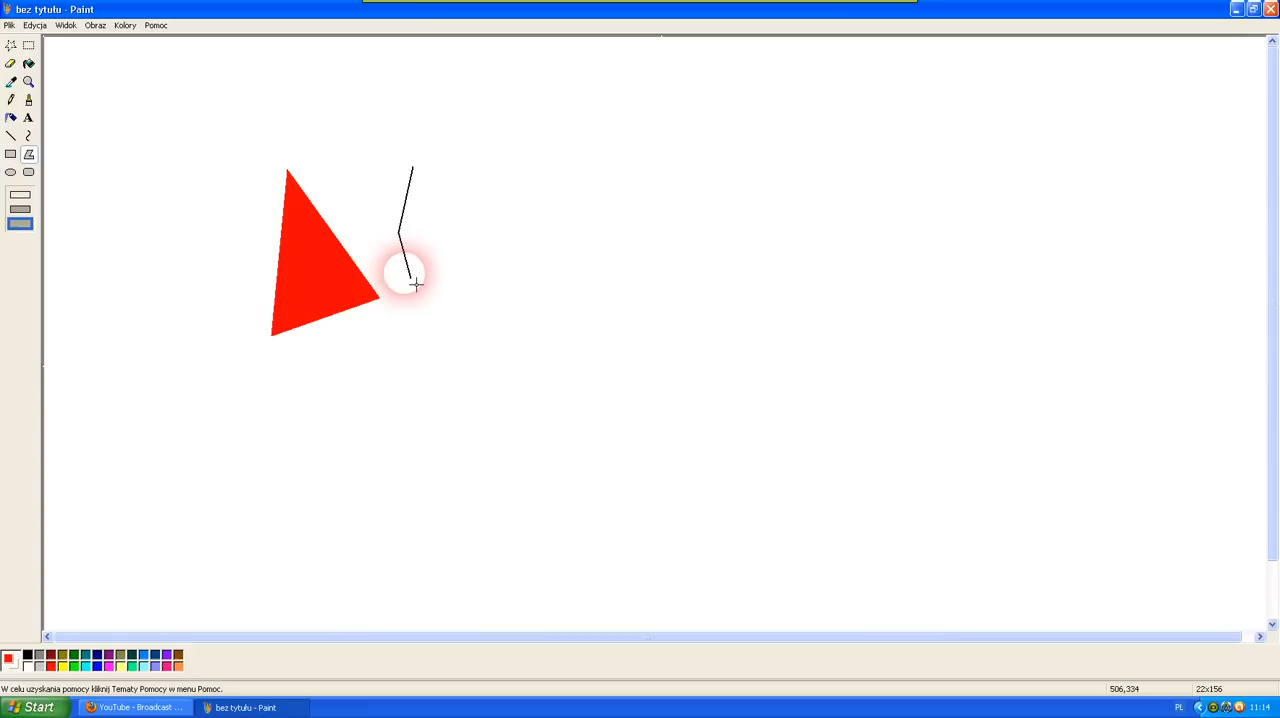 bez tytułu - Paint
Plik Edycja Widok Obraz Kolory Pomoc
A
W celu uzyskania pomocy kliknij Tematy Pomocy w menu Pomoc.
506,334
22x156
Start
YouTube - Broadcast ...
bez tytułu - Paint
PL
11:14